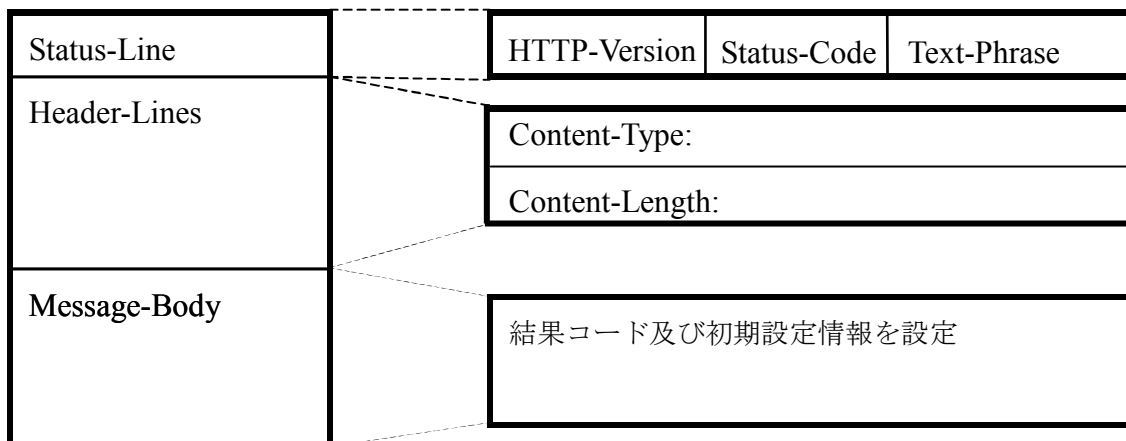 Status-Line
HTTP-Version Status-Code Text-Phrase
Header-Lines
Content-Type:
Content-Length:
Message-Body
結果コード及び初期設定情報を設定